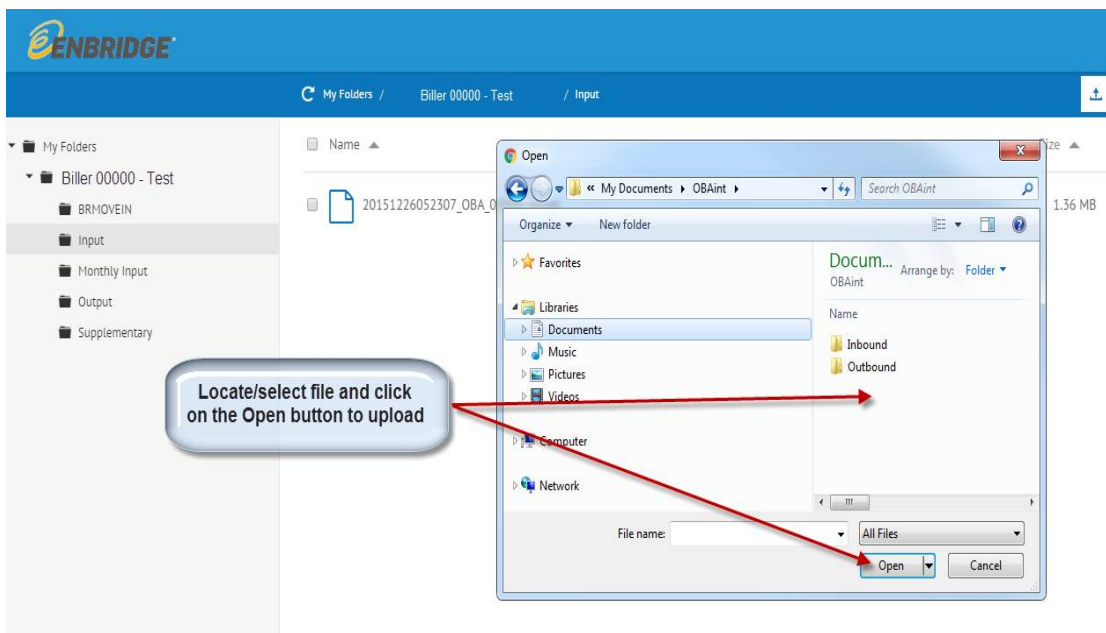 ENBRIDGE
My Folders / Biller 00000 - Test / Input
My Folders
Biller 00000 - Test
BRMOVEIN
Input
Monthly Input
Output
Supplementary
Name
20151226052307_OBA_0
1.36 MB
Open
« My Documents OBAint
Search OBAint
Organize New folder
Favorites
Libraries
Documents
Music
Pictures
Videos
Computer
Network
Docum...
OBAint
Arrange by: Folder
Name
Inbound
Outbound
File name:
All Files
Open Cancel
Locate/select file and click
on the Open button to upload